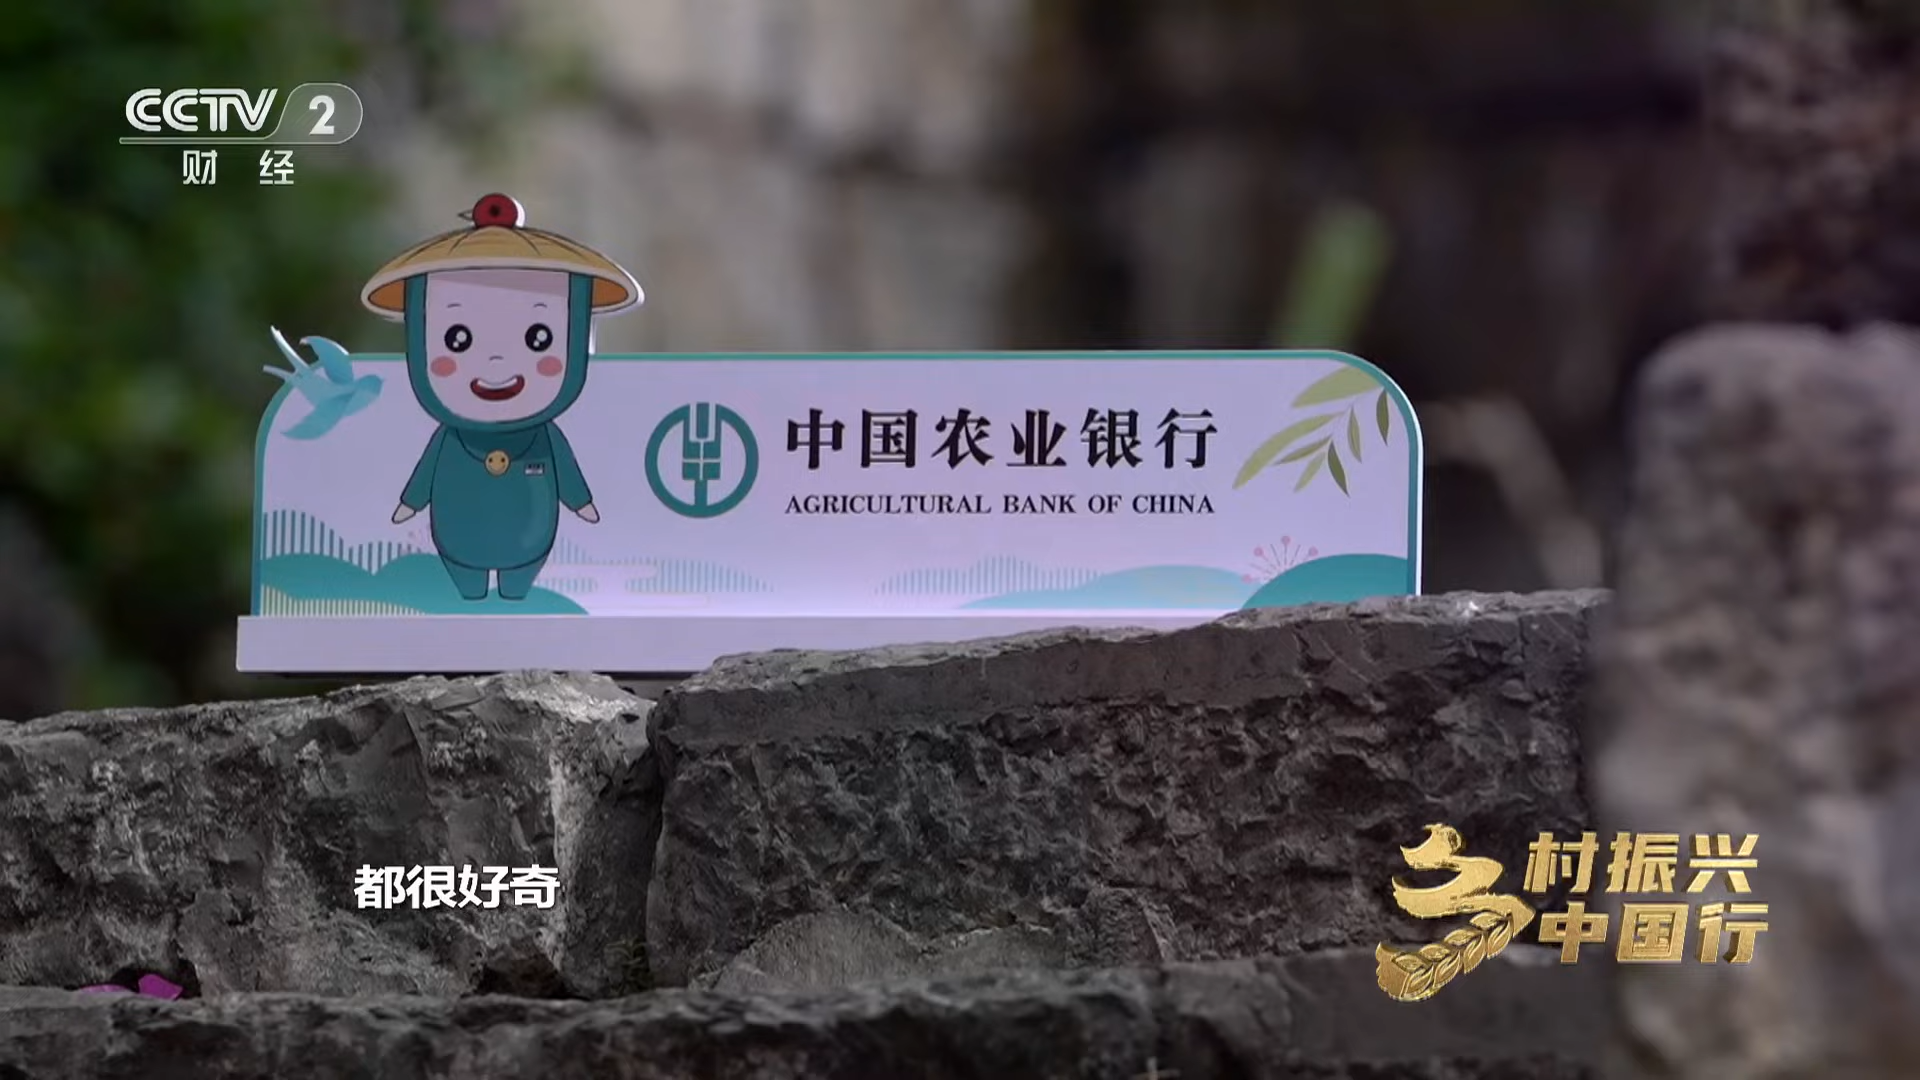 CCTV 2
财 经
中国农业银行
AGRICULTURAL BANK OF CHINA
都很好奇
乡村振兴
中国行